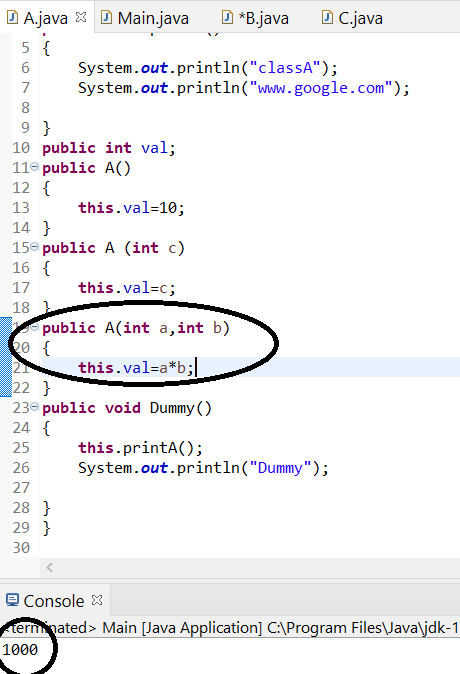 A.java Main.java *B.java C.java
5 {
6 System.out.println("classA");
7 System.out.println("www.google.com");
8
9 }
10 public int val;
11 public A()
12 {
13 this.val=10;
14 }
15 public A (int c)
16 {
17 this.val=c;
18 }
19 public A(int a,int b)
20 {
21 this.val=a*b;
22 }
23 public void Dummy()
24 {
25 this.printA();
26 System.out.println("Dummy");
27
28 }
29 }
30
Console
<terminated> Main [Java Application] C:\Program Files\Java\jdk-1
1000